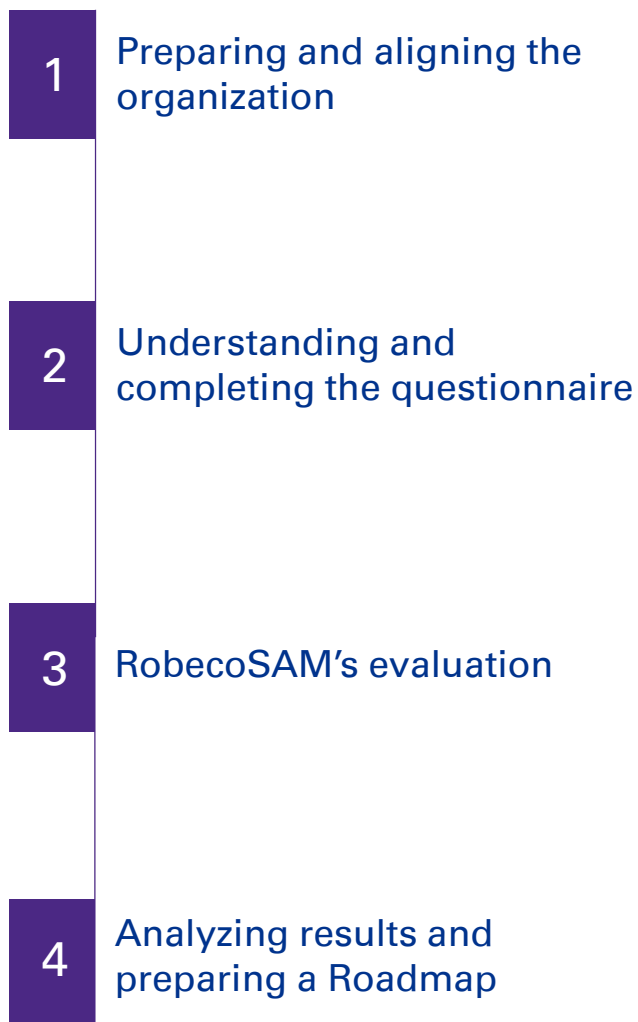 1
Preparing and aligning the
organization
2
Understanding and
completing the questionnaire
3
RobecoSAM’s evaluation
4
Analyzing results and
preparing a Roadmap